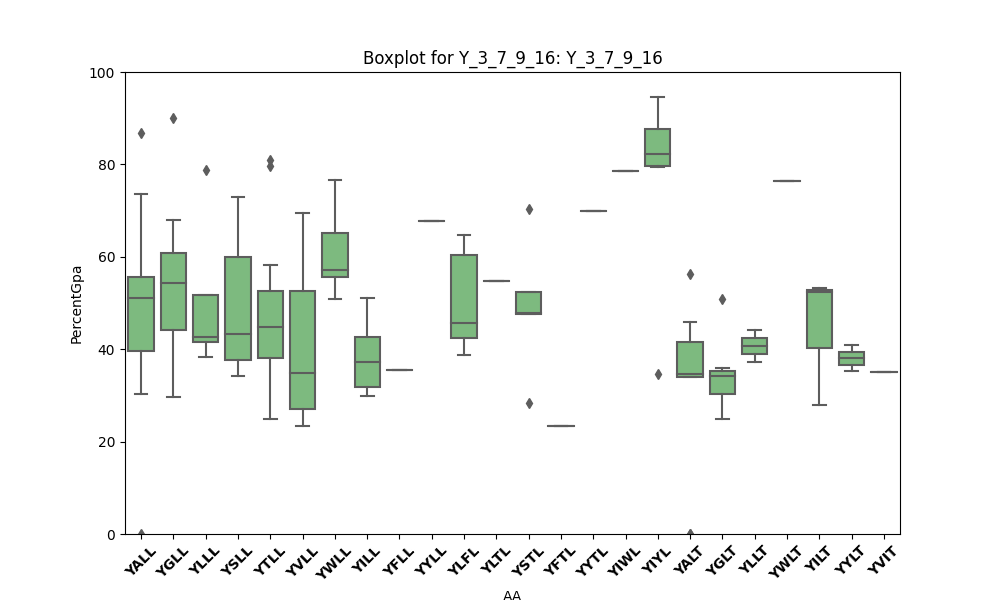 Boxplot for Y_3_7_9_16: Y_3_7_9_16
100
80
60
40
20
0
PercentGpa
YALL YGLL YLLL YSLL YTLL YVLL YWLL YILL YFLL YYLL YLFL YLTL YSTL YFTL YYTL YIWL YIYL YALT YGLT YLLT YWLT YILT YYLT YVIT
AA